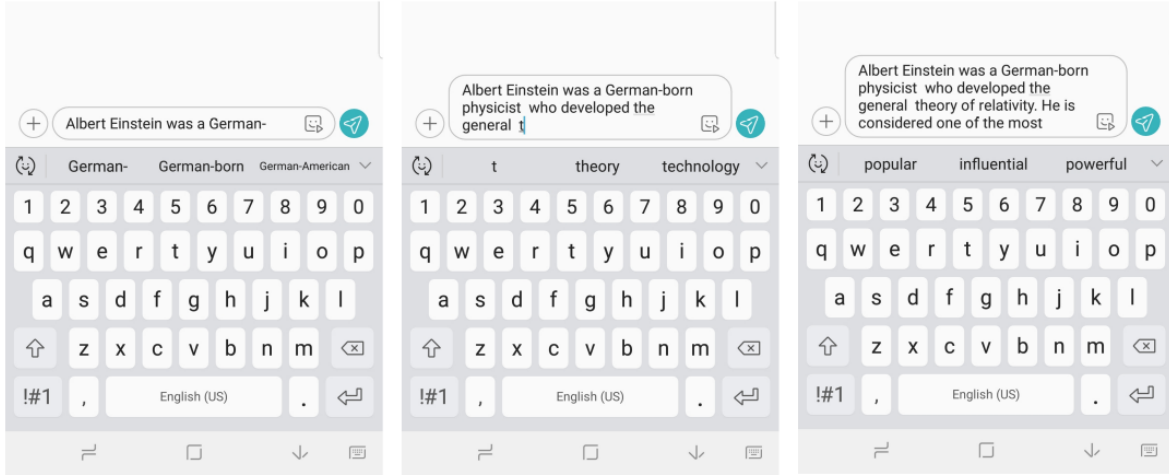 Albert Einstein was a German-
German- German-born German-American
1 2 3 4 5 6 7 8 9 0
q w e r t y u i o p
a s d f g h j k l
z x c v b n m
!#1 , English (US) .
Albert Einstein was a German-born
physicist who developed the
general t
t theory technology
1 2 3 4 5 6 7 8 9 0
q w e r t y u i o p
a s d f g h j k l
z x c v b n m
!#1 , English (US) .
Albert Einstein was a German-born
physicist who developed the
general theory of relativity. He is
considered one of the most
popular influential powerful
1 2 3 4 5 6 7 8 9 0
q w e r t y u i o p
a s d f g h j k l
z x c v b n m
!#1 , English (US) .